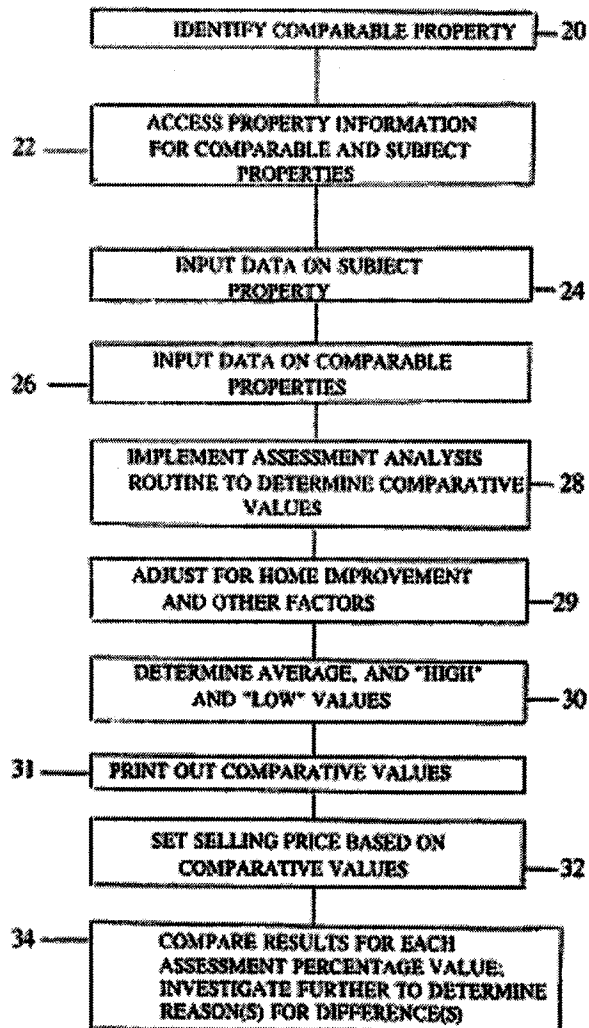 IDENTIFY COMPARABLE PROPERTY 20
22 ACCESS PROPERTY INFORMATION
FOR COMPARABLE AND SUBJECT
PROPERTIES
INPUT DATA ON SUBJECT
PROPERTY 24
INPUT DATA ON COMPARABLE
26 PROPERTIES
IMPLEMENT ASSESSMENT ANALYSIS
ROUTINE TO DETERMINE COMPARATIVE 28
VALUES
ADJUST FOR HOME IMPROVEMENT
AND OTHER FACTORS 29
DETERMINE AVERAGE, AND "HIGH"
AND "LOW" VALUES 30
31 PRINT OUT COMPARATIVE VALUES
SET SELLING PRICE BASED ON
COMPARATIVE VALUES 32
34 COMPARE RESULTS FOR EACH
ASSESSMENT PERCENTAGE VALUE;
INVESTIGATE FURTHER TO DETERMINE
REASON(S) FOR DIFFERENCE(S)